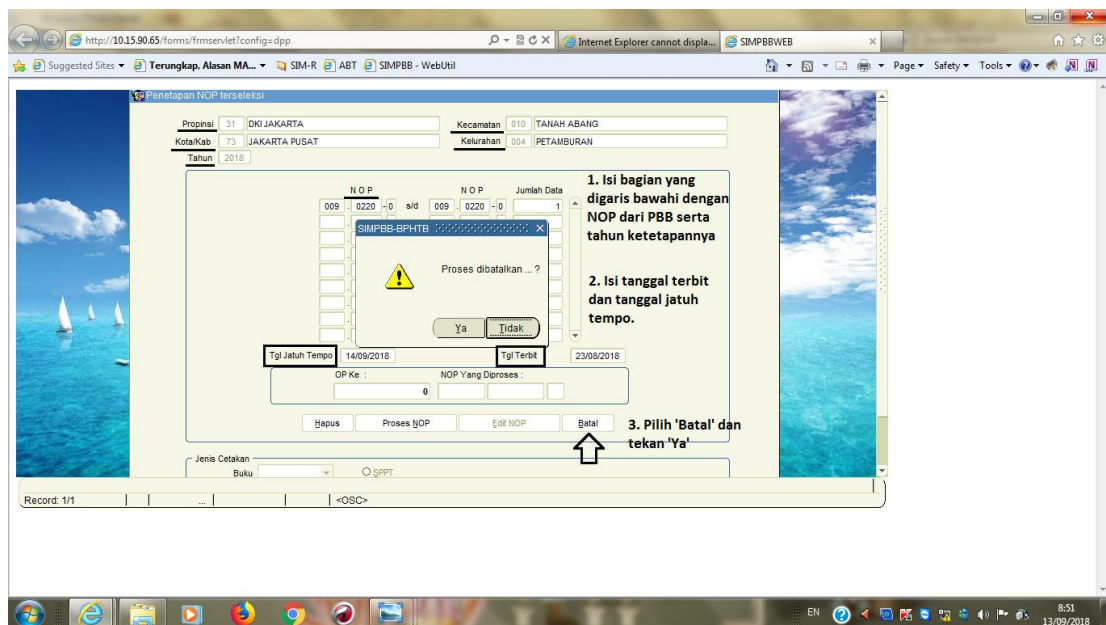 http://10.15.90.65/forms/frmservlet?config=dpp
Internet Explorer cannot displa...
SIMPBBWEB
Suggested Sites
Terungkap, Alasan MA...
SIM-R
ABT
SIMPBB - WebUtil
Page
Safety
Tools
Penetapan NOP terseleksi
Propinsi 31 DKI JAKARTA Kecamatan 010 TANAH ABANG
Kota/Kab 73 JAKARTA PUSAT Kelurahan 004 PETAMBURAN
Tahun 2018
N O P N O P Jumlah Data
009 . 0220 - 0 s/d 009 . 0220 - 0 1
1. Isi bagian yang
digaris bawahi dengan
NOP dari PBB serta
tahun ketetapannya
SIMPBB-BPHTB
Proses dibatalkan ... ?
Ya Tidak
2. Isi tanggal terbit
dan tanggal jatuh
tempo.
Tgl Jatuh Tempo 14/09/2018 Tgl Terbit 23/08/2018
OP Ke : NOP Yang Diproses :
0
Hapus Proses NOP Edit NOP Batal
3. Pilih 'Batal' dan
tekan 'Ya'
Jenis Cetakan
Buku SPPT
Record: 1/1 ... <OSC>
EN
8:51
13/09/2018